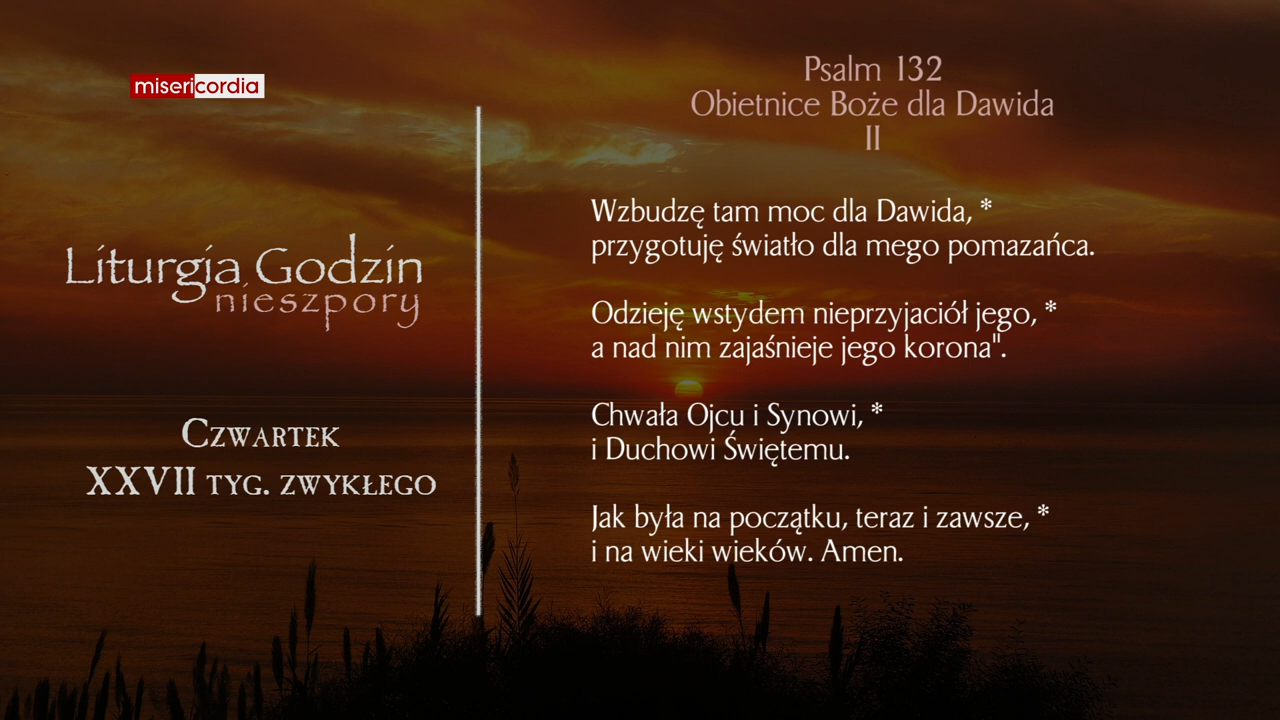 misericordia
Liturgia Godzin
nieszpory
Czwartek
XXVII tyg. zwykłego
Psalm 132
Obietnice Boże dla Dawida
II
Wzbudzę tam moc dla Dawida, *
przygotuję światło dla mego pomazańca.
Odzieję wstydem nieprzyjaciół jego, *
a nad nim zajaśnieje jego korona".
Chwała Ojcu i Synowi, *
i Duchowi Świętemu.
Jak była na początku, teraz i zawsze, *
i na wieki wieków. Amen.